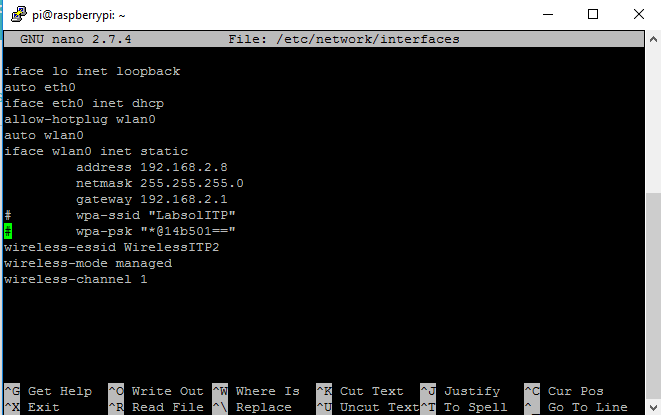 pi@raspberrypi: ~
GNU nano 2.7.4 File: /etc/network/interfaces
iface lo inet loopback
auto eth0
iface eth0 inet dhcp
allow-hotplug wlan0
auto wlan0
iface wlan0 inet static
address 192.168.2.8
netmask 255.255.255.0
gateway 192.168.2.1
# wpa-ssid "LabsolITP"
# wpa-psk "*@14b501=="
wireless-essid WirelessITP2
wireless-mode managed
wireless-channel 1
^G Get Help ^O Write Out ^W Where Is ^K Cut Text ^J Justify ^C Cur Pos
^X Exit ^R Read File ^\ Replace ^U Uncut Text ^T To Spell ^_ Go To Line